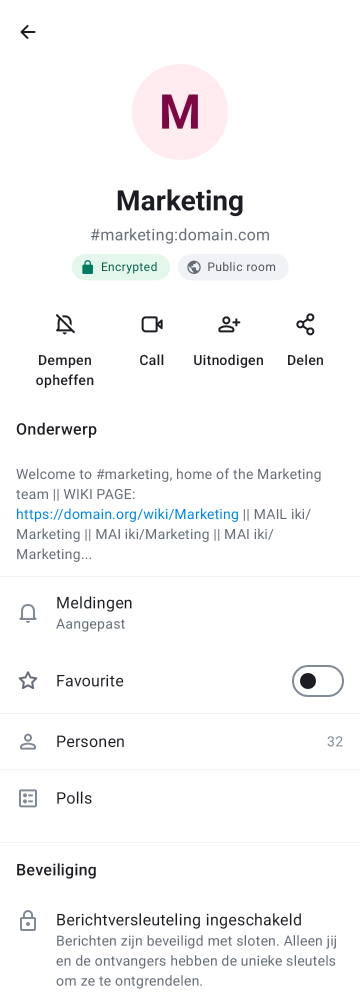 M
Marketing
#marketing:domain.com
Encrypted
Public room
Dempen
opheffen
Call
Uitnodigen
Delen
Onderwerp
Welcome to #marketing, home of the Marketing
team || WIKI PAGE:
https://domain.org/wiki/Marketing || MAIL iki/
Marketing || MAI iki/Marketing || MAI iki/
Marketing...
Meldingen
Aangepast
Favourite
Personen 32
Polls
Beveiliging
Berichtversleuteling ingeschakeld
Berichten zijn beveiligd met sloten. Alleen jij
en de ontvangers hebben de unieke sleutels
om ze te ontgrendelen.